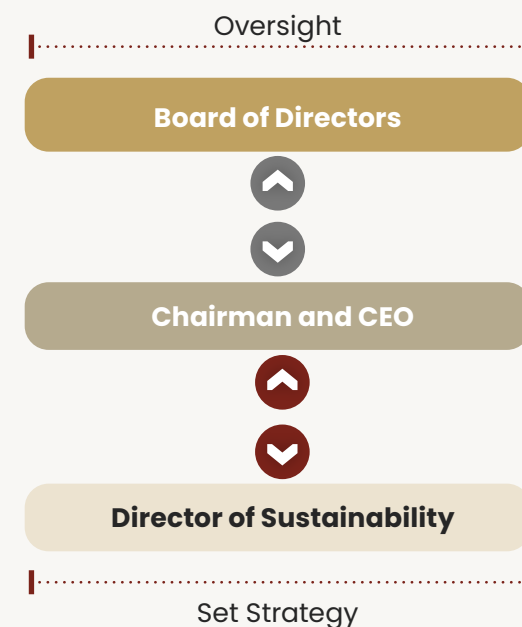 Oversight
Board of Directors
Chairman and CEO
Director of Sustainability
Set Strategy